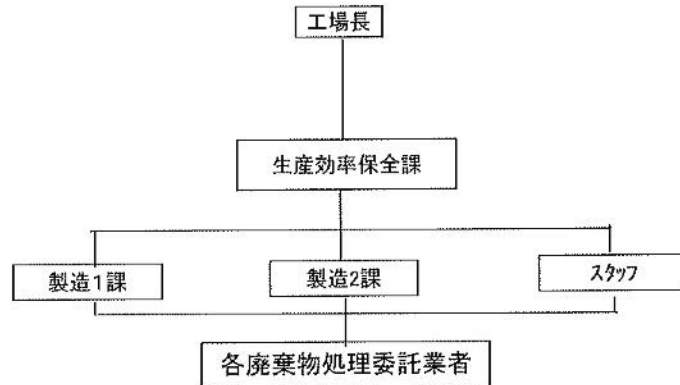 工場長
生産効率保全課
製造1課
製造2課
ｽﾀｯﾌ
各廃棄物処理委託業者